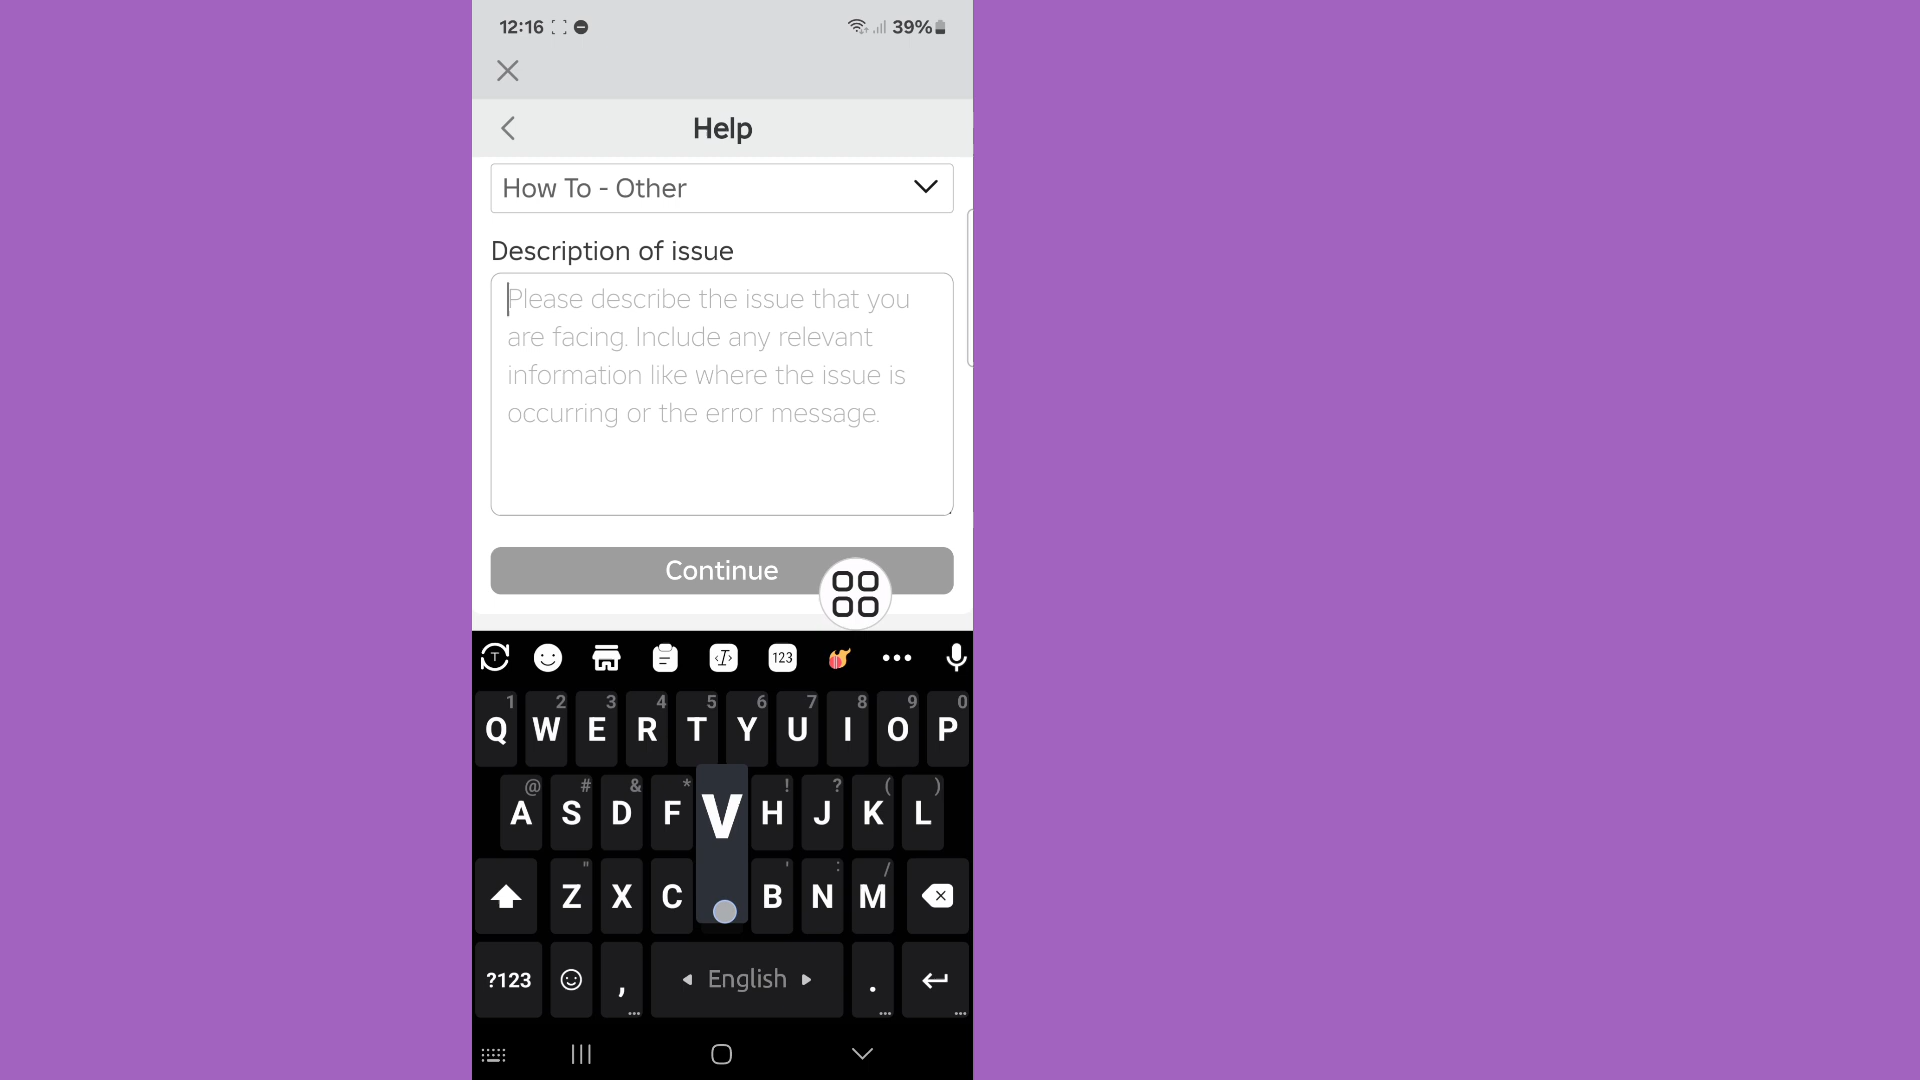 12:16 39%
Help
How To - Other
Description of issue
Please describe the issue that you
are facing. Include any relevant
information like where the issue is
occurring or the error message.
Continue
T T 123
1 2 3 4 5 6 7 8 9 0
Q W E R T Y U I O P
@ # & * ! ? ( )
A S D F V H J K L
" ' : /
Z X C B N M
?123 , English .